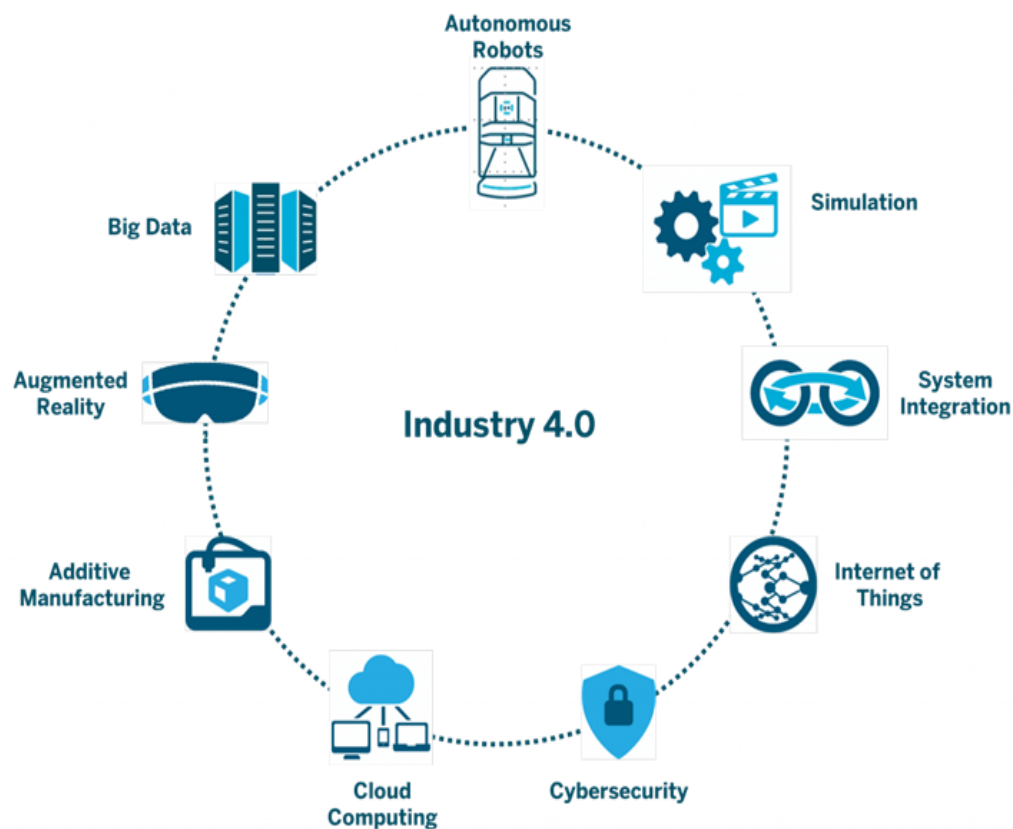 Autonomous
Robots
Simulation
System
Integration
Internet of
Things
Cybersecurity
Cloud
Computing
Additive
Manufacturing
Augmented
Reality
Big Data
Industry 4.0